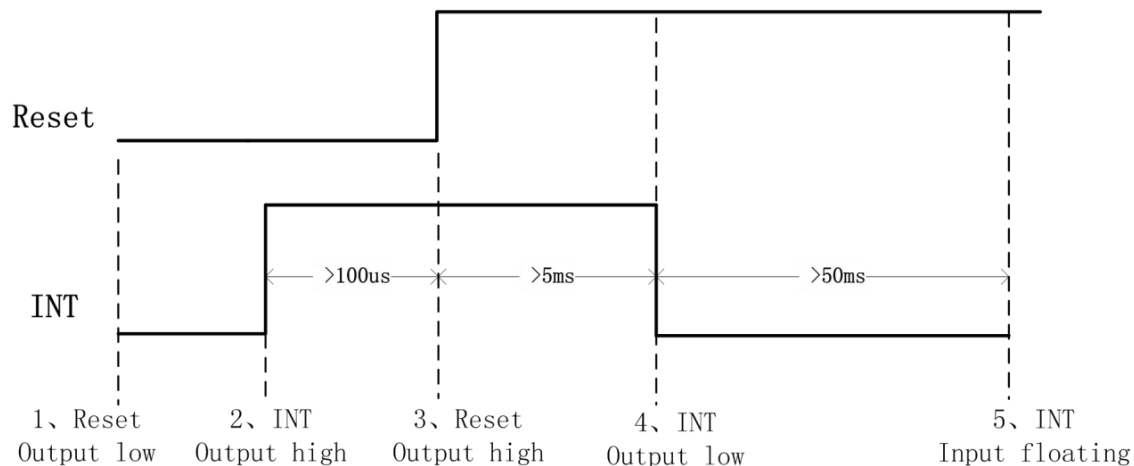 Reset
>100us
>5ms
>50ms
INT
1、Reset
Output low
2、INT
Output high
3、Reset
Output high
4、INT
Output low
5、INT
Input floating